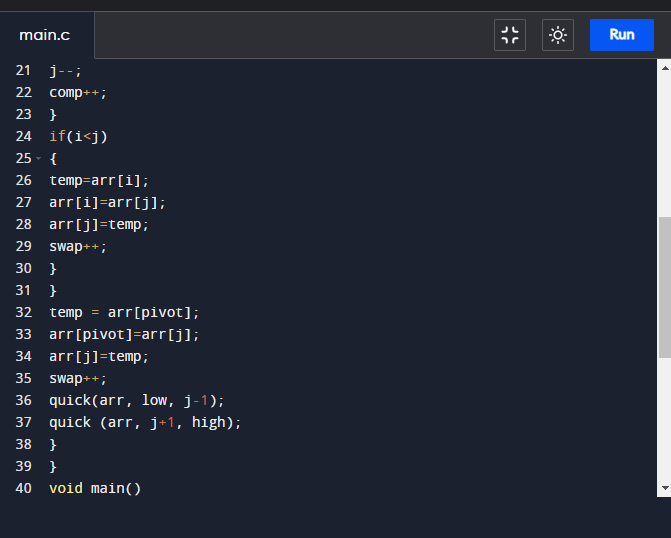 main.c
Run
21 j--;
22 comp++;
23 }
24 if(i<j)
25 {
26 temp=arr[i];
27 arr[i]=arr[j];
28 arr[j]=temp;
29 swap++;
30 }
31 }
32 temp = arr[pivot];
33 arr[pivot]=arr[j];
34 arr[j]=temp;
35 swap++;
36 quick(arr, low, j-1);
37 quick (arr, j+1, high);
38 }
39 }
40 void main()